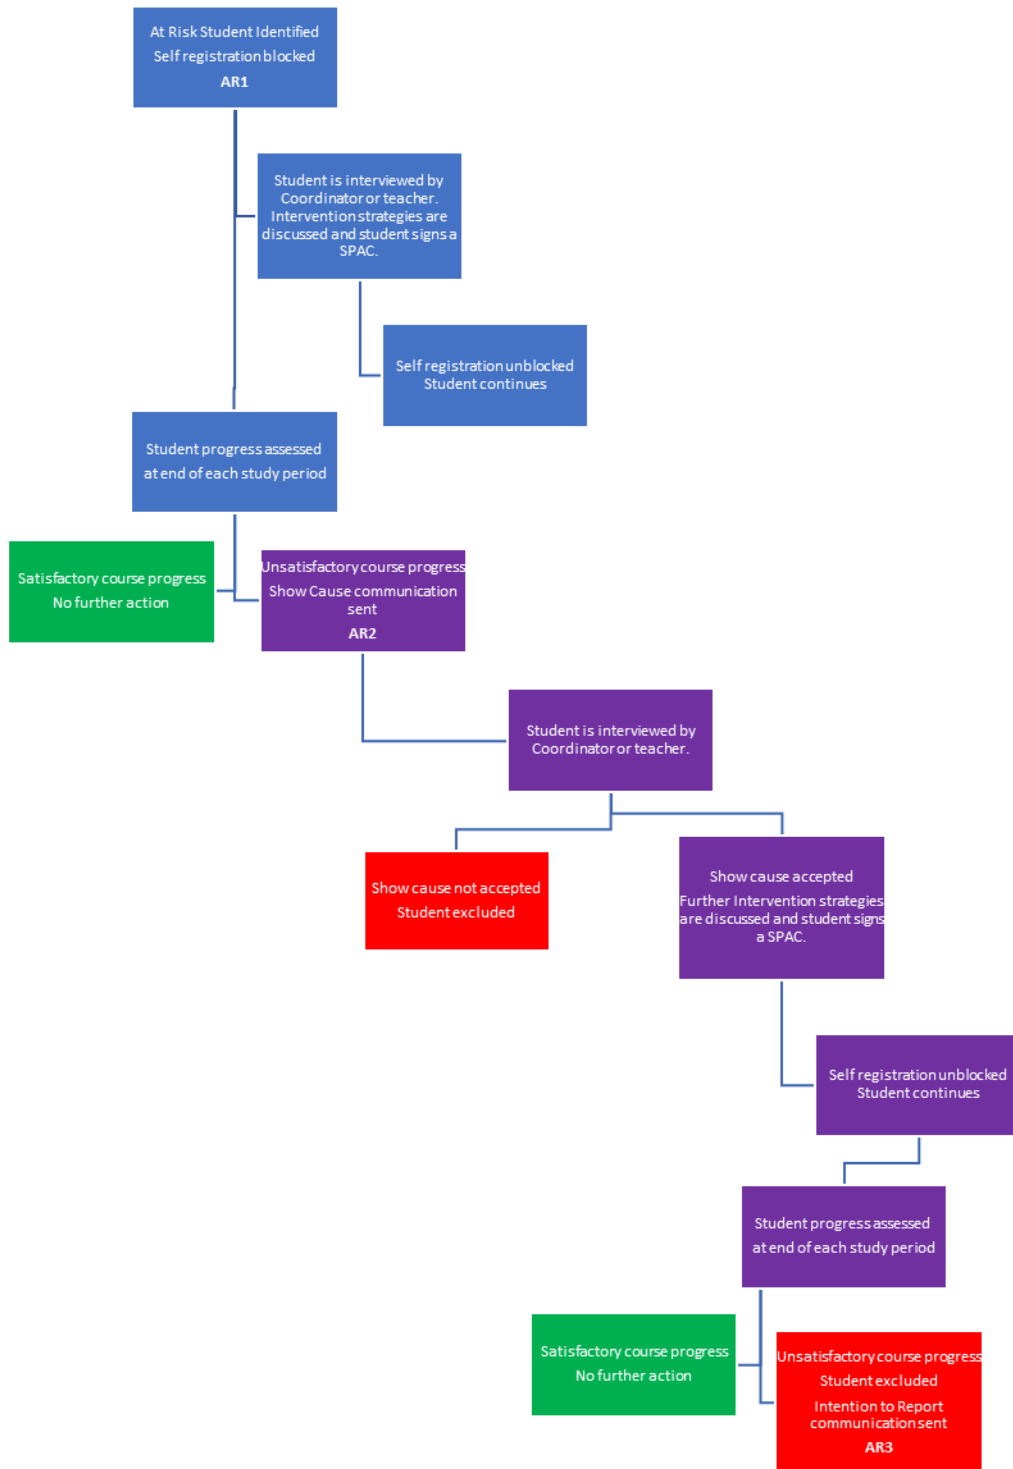 At Risk Student Identified
Self registration blocked
AR1
Student is interviewed by
Coordinator or teacher.
Intervention strategies are
discussed and student signs a
SPAC.
Self registration unblocked
Student continues
Student progress assessed
at end of each study period
Satisfactory course progress
No further action
Unsatisfactory course progress
Show Cause communication
sent
AR2
Student is interviewed by
Coordinator or teacher.
Show cause not accepted
Student excluded
Show cause accepted
Further Intervention strategies
are discussed and student signs
a SPAC.
Self registration unblocked
Student continues
Student progress assessed
at end of each study period
Satisfactory course progress
No further action
Unsatisfactory course progress
Student excluded
Intention to Report
communication sent
AR3